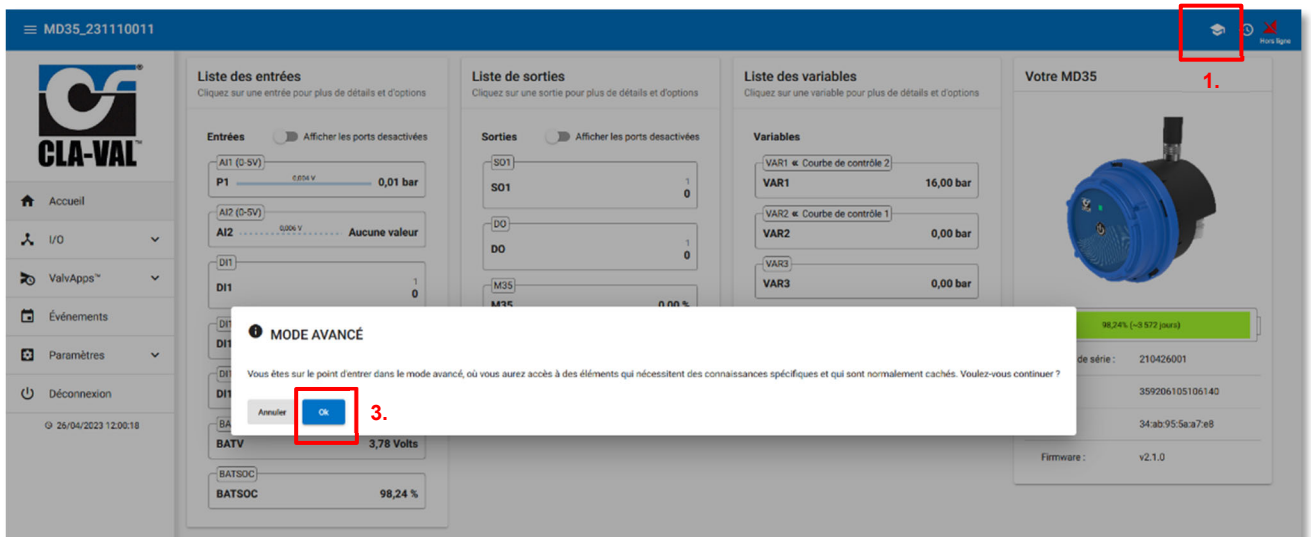 MD35_231110011
Hors ligne
1.
CLA-VAL
Accueil
I/O
ValvApps™
Événements
Paramètres
Déconnexion
26/04/2023 12:00:18
Liste des entrées
Cliquez sur une entrée pour plus de détails et d'options
Entrées Afficher les ports desactivées
AI1 (0-5V)
P1 0,004 V 0,01 bar
AI2 (0-5V)
AI2 0,006 V Aucune valeur
DI1
DI1 1
0
BATV 3,78 Volts
BATSOC
BATSOC 98,24 %
Liste de sorties
Cliquez sur une sortie pour plus de détails et d'options
Sorties Afficher les ports desactivées
SO1
SO1 1
0
DO
DO 1
0
M35
M35 0,00 %
Liste des variables
Cliquez sur une variable pour plus de détails et d'options
Variables
VAR1 « Courbe de contrôle 2
VAR1 16,00 bar
VAR2 « Courbe de contrôle 1
VAR2 0,00 bar
VAR3
VAR3 0,00 bar
Votre MD35
98,24% (~3 572 jours)
de série : 210426001
359206105106140
34:ab:95:5a:a7:e8
Firmware : v2.1.0
MODE AVANCÉ
Vous êtes sur le point d'entrer dans le mode avancé, où vous aurez accès à des éléments qui nécessitent des connaissances spécifiques et qui sont normalement cachés. Voulez-vous continuer ?
Annuler Ok 3.